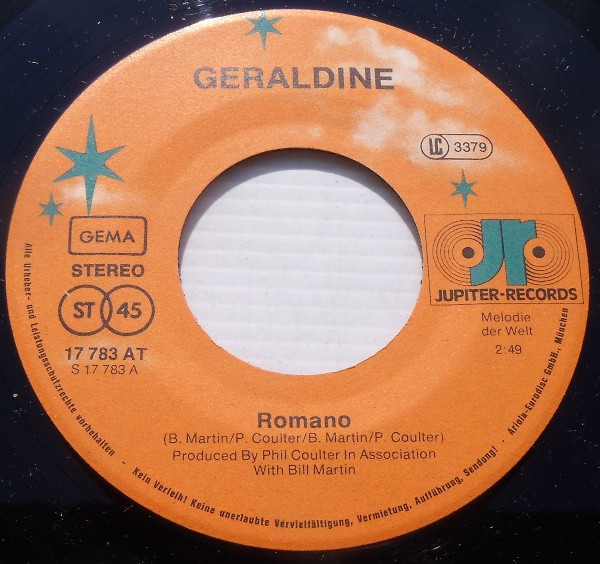 GERALDINE
LC 3379
GEMA
STEREO
ST 45
17 783 AT
S 17 783 A
JR
JUPITER-RECORDS
Melodie
der Welt
2:49
Romano
(B. Martin/P. Coulter/B. Martin/P. Coulter)
Produced By Phil Coulter In Association
With Bill Martin
Alle Urheber- und Leistungsschutzrechte vorbehalten - Kein Verleih! Keine unerlaubte Vervielfältigung, Vermietung, Aufführung, Sendung! - Ariola-Eurodisc GmbH., München